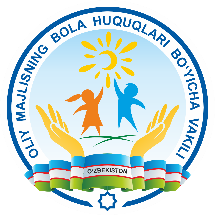 OLIY MAJLISNING BOLA HUQUQLARI BO'YICHA VAKILI
O'ZBEKISTON